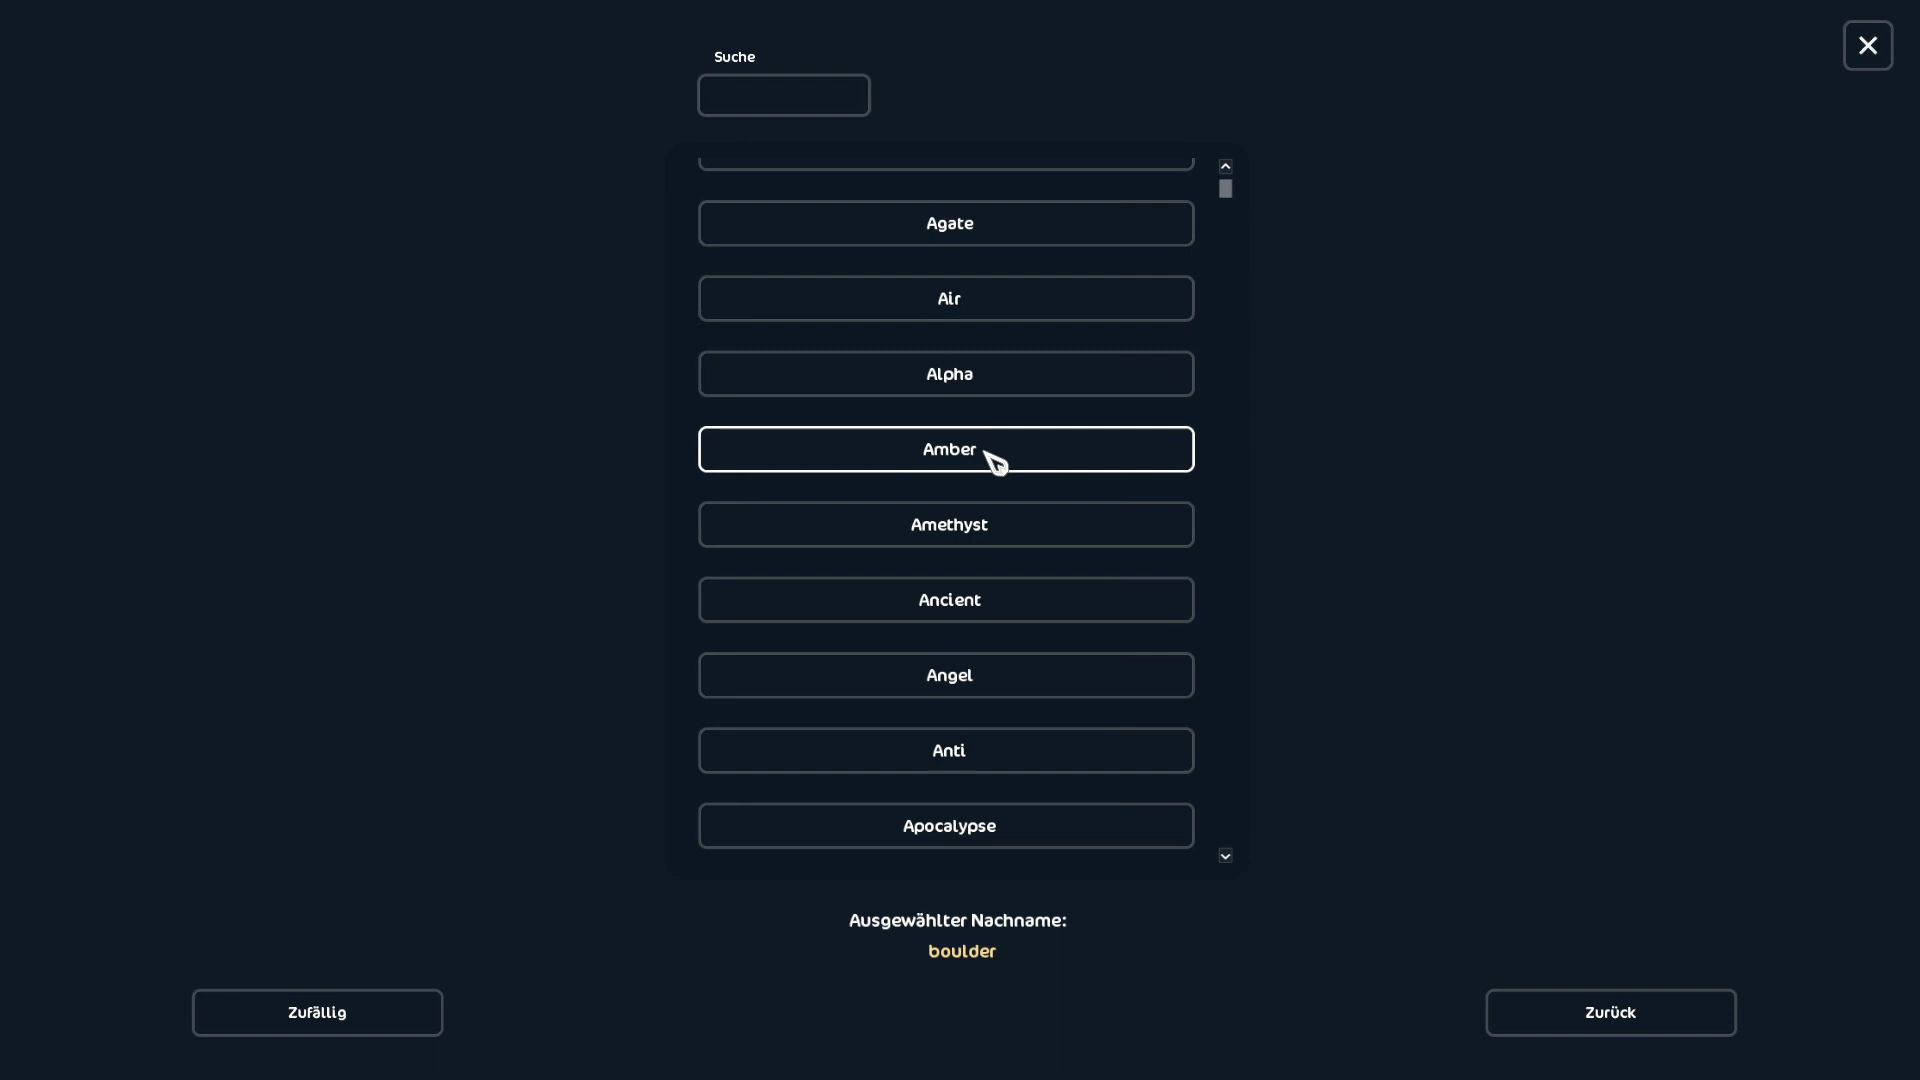 Suche
Agate
Air
Alpha
Amber
Amethyst
Ancient
Angel
Anti
Apocalypse
Ausgewählter Nachname:
boulder
Zufällig
Zurück